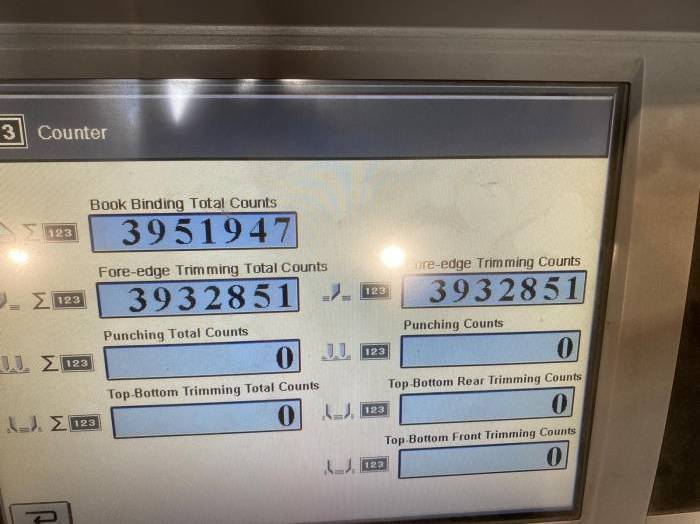 3 Counter
Book Binding Total Counts
123 3951947
Fore-edge Trimming Total Counts
123 3932851
Fore-edge Trimming Counts
123 3932851
Punching Total Counts
123 0
Punching Counts
123 0
Top-Bottom Trimming Total Counts
123 0
Top-Bottom Rear Trimming Counts
123 0
Top-Bottom Front Trimming Counts
123 0